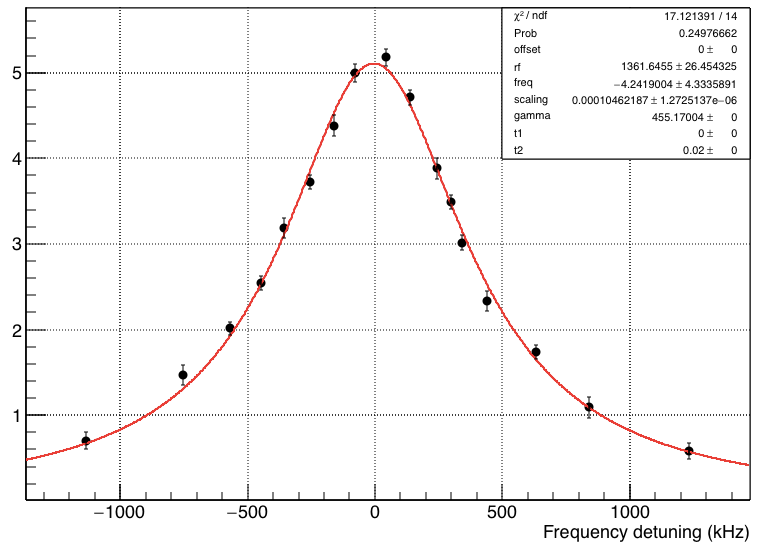 χ² / ndf 17.121391 / 14
Prob 0.24976662
offset 0 ± 0
rf 1361.6455 ± 26.454325
freq −4.2419004 ± 4.3335891
scaling 0.00010462187 ± 1.2725137e−06
gamma 455.17004 ± 0
t1 0 ± 0
t2 0.02 ± 0
5
4
3
2
1
−1000 −500 0 500 1000
Frequency detuning (kHz)